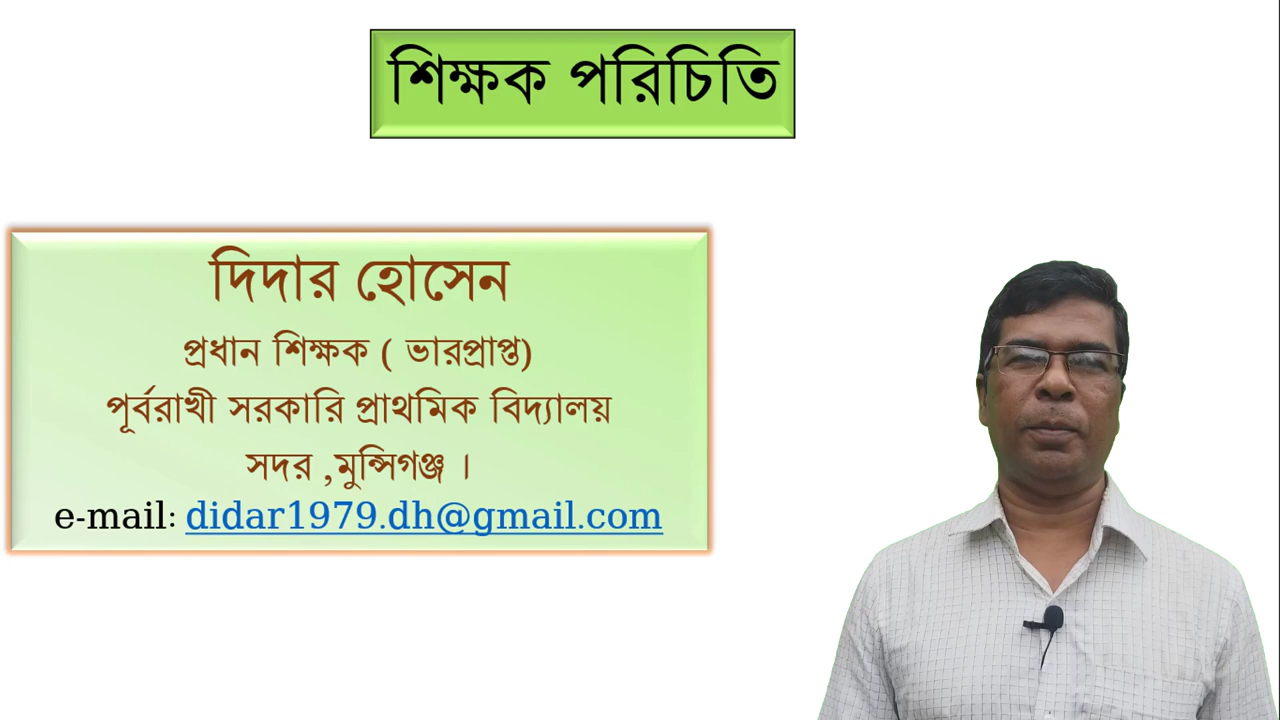 শিক্ষক পরিচিতি
দিদার হোসেন
প্রধান শিক্ষক ( ভারপ্রাপ্ত)
পূর্বরাখী সরকারি প্রাথমিক বিদ্যালয়
সদর ,মুন্সিগঞ্জ ।
e-mail: didar1979.dh@gmail.com